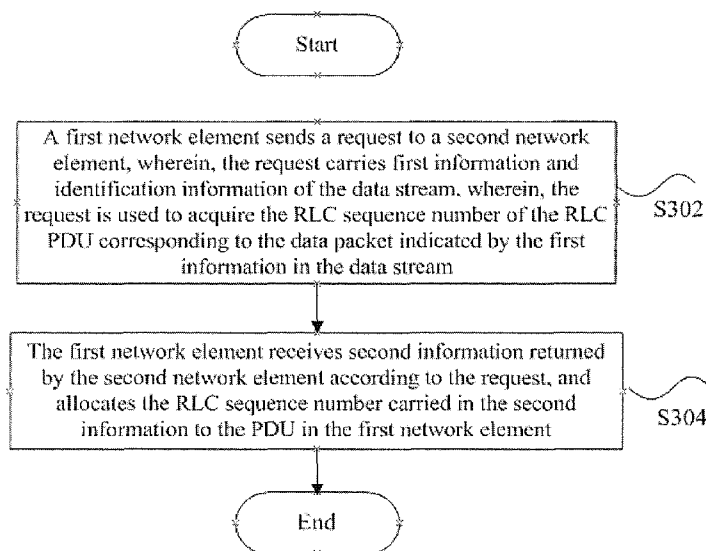 Start
A first network element sends a request to a second network
element, wherein, the request carries first information and
identification information of the data stream, wherein, the
request is used to acquire the RLC sequence number of the RLC
PDU corresponding to the data packet indicated by the first
information in the data stream
S302
The first network element receives second information returned
by the second network element according to the request, and
allocates the RLC sequence number carried in the second
information to the PDU in the first network element
S304
End